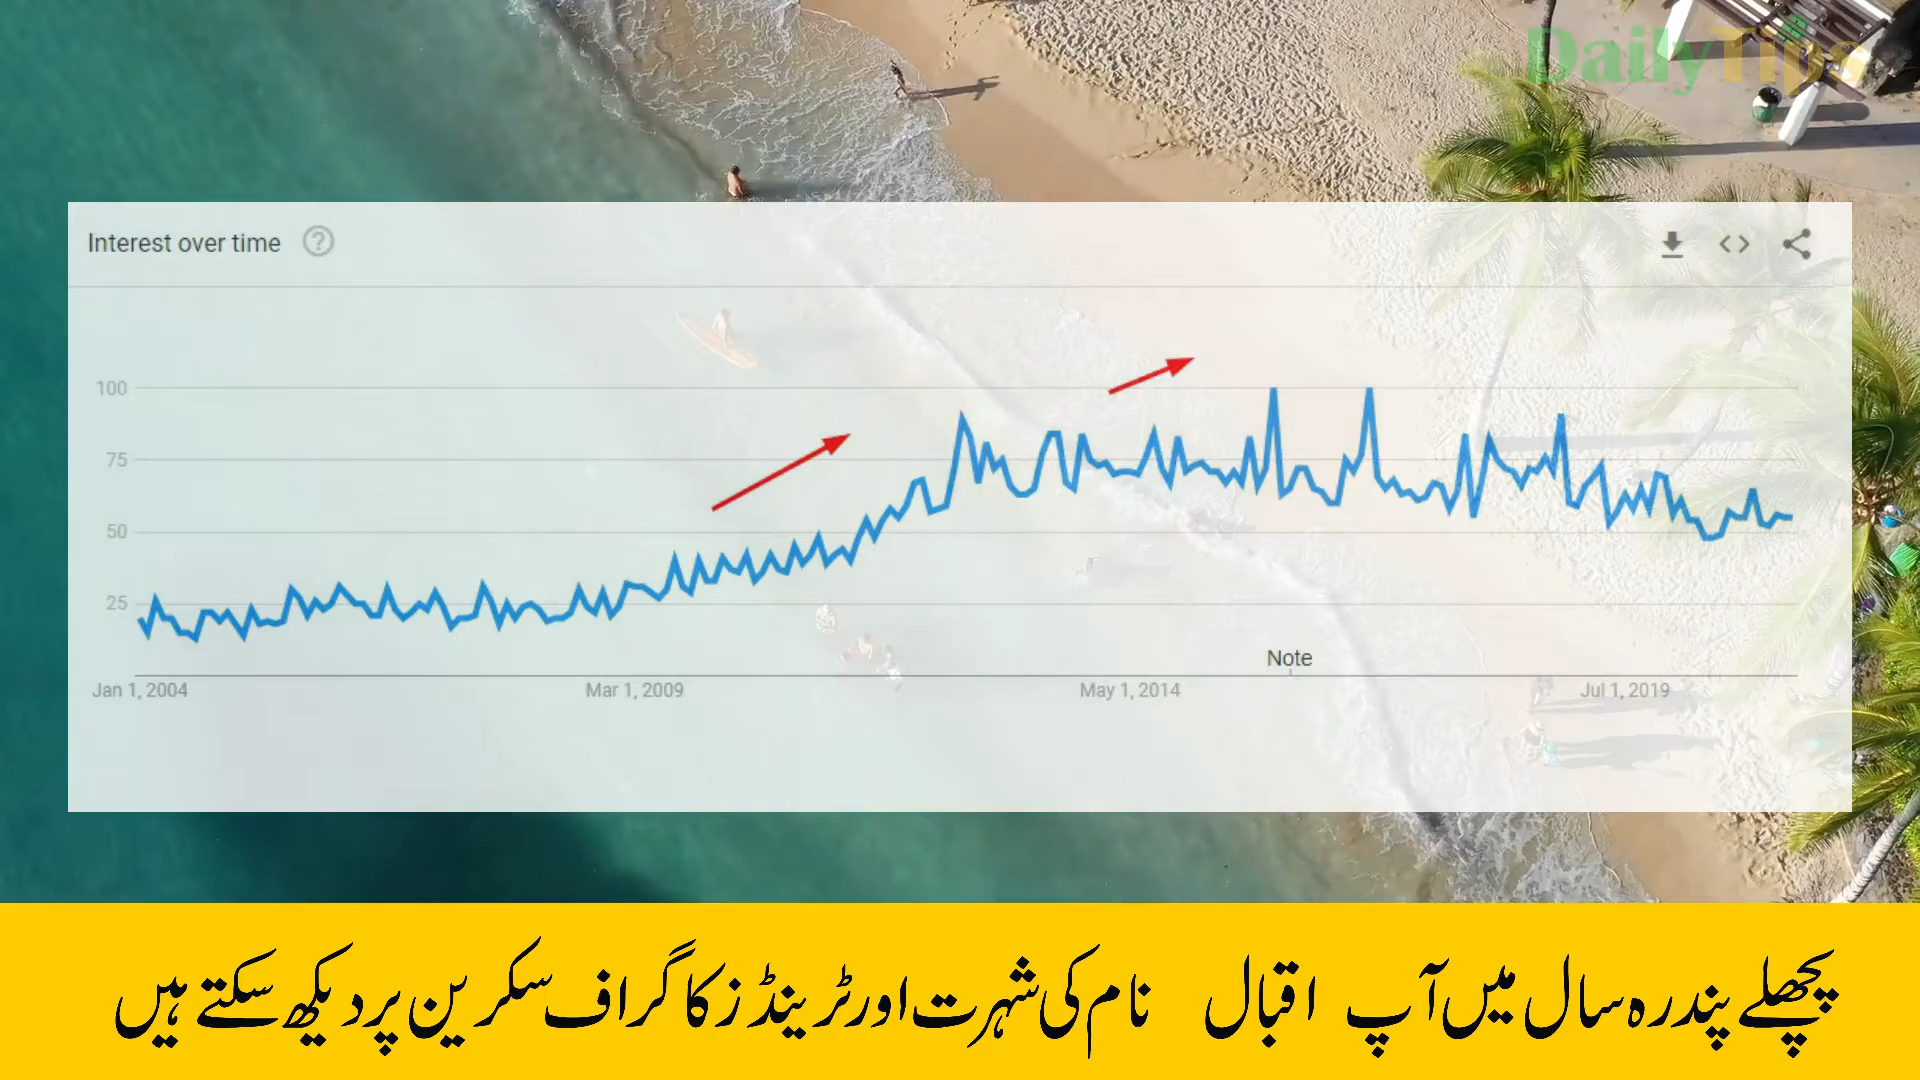 DailyTips
Interest over time
100
75
50
25
Note
Jan 1, 2004 Mar 1, 2009 May 1, 2014 Jul 1, 2019
پچھلے پندرہ سال میں آپ اقبال نام کی شہرت اور ٹرینڈز کا گراف سکرین پر دیکھ سکتے ہیں